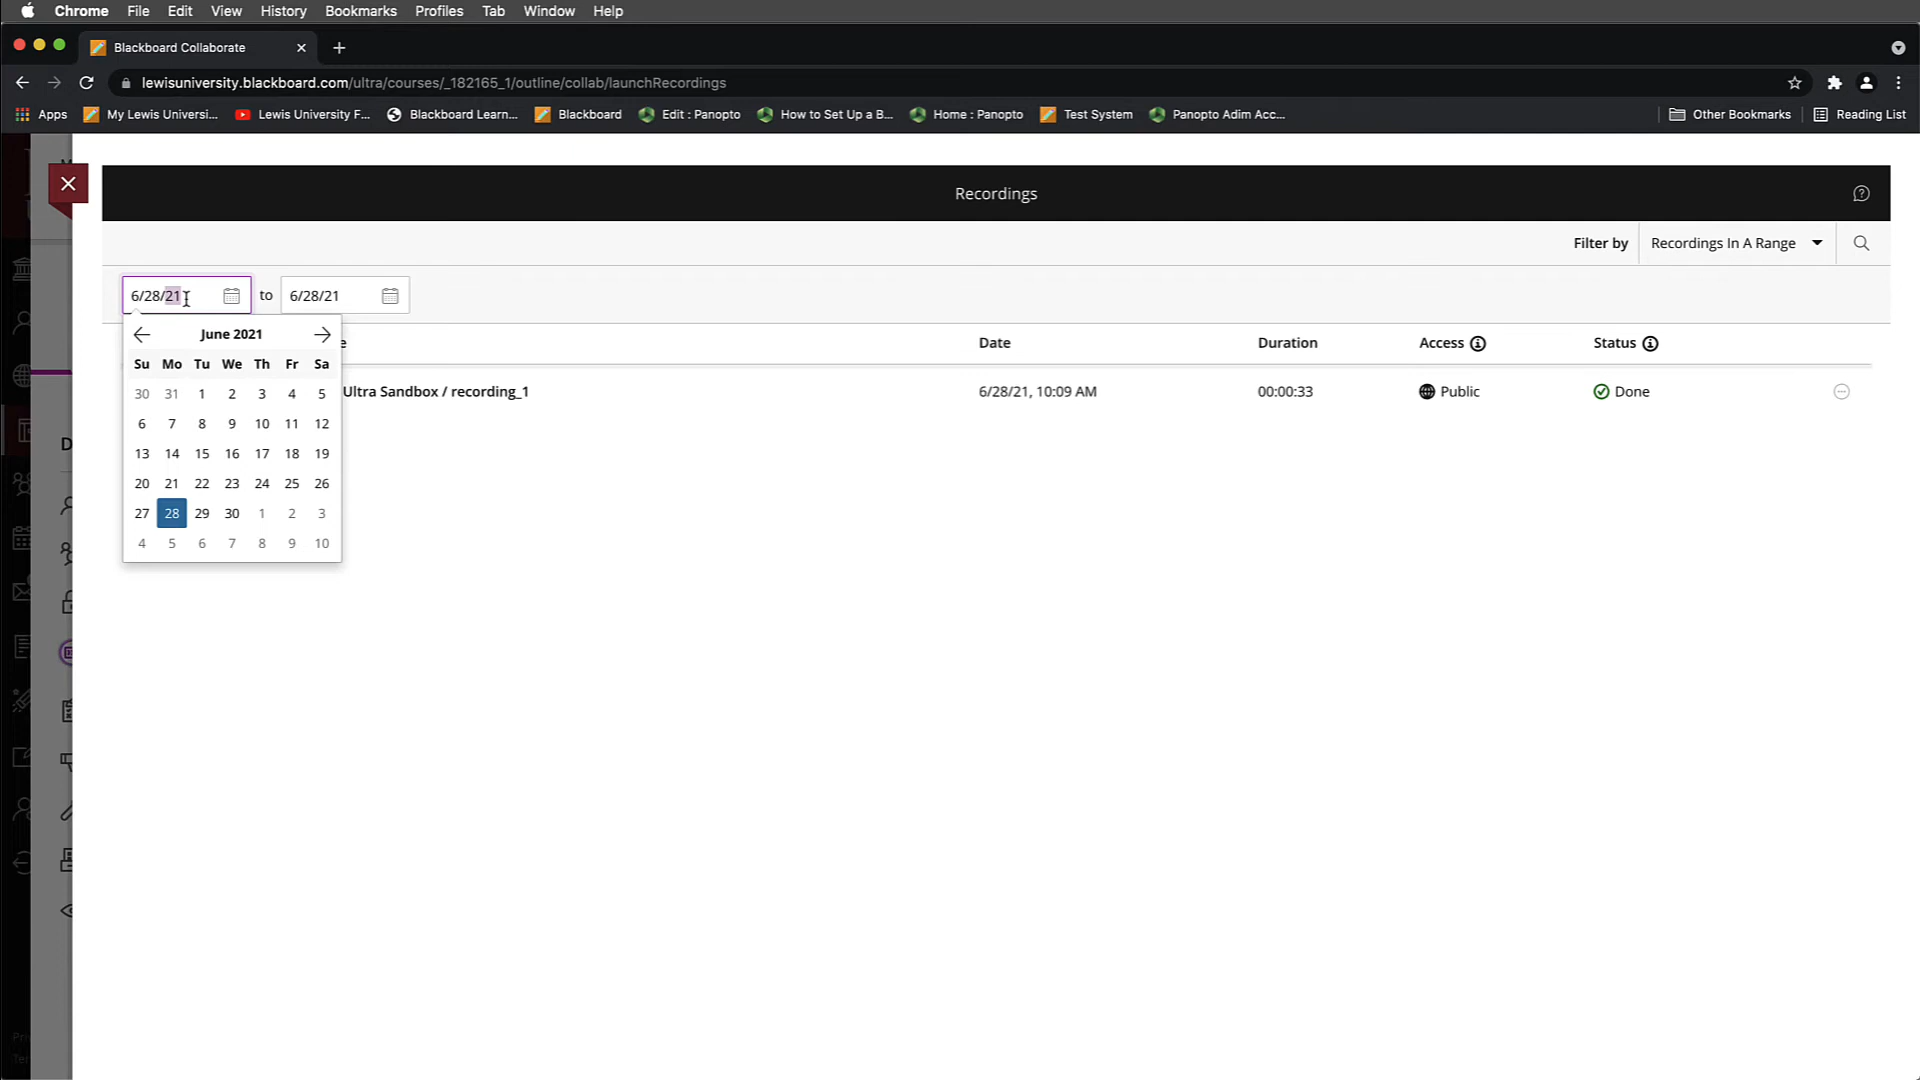 Chrome File Edit View History Bookmarks Profiles Tab Window Help
Blackboard Collaborate
lewisuniversity.blackboard.com/ultra/courses/_182165_1/outline/collab/launchRecordings
Apps My Lewis Universi... Lewis University F... Blackboard Learn... Blackboard Edit : Panopto How to Set Up a B... Home : Panopto Test System Panopto Adim Acc... Other Bookmarks Reading List
Recordings
Filter by Recordings In A Range
6/28/21 to 6/28/21
June 2021
e Date Duration Access Status
Su Mo Tu We Th Fr Sa
30 31 1 2 3 4 5
Ultra Sandbox / recording_1 6/28/21, 10:09 AM 00:00:33 Public Done
6 7 8 9 10 11 12
13 14 15 16 17 18 19
20 21 22 23 24 25 26
27 28 29 30 1 2 3
4 5 6 7 8 9 10
D